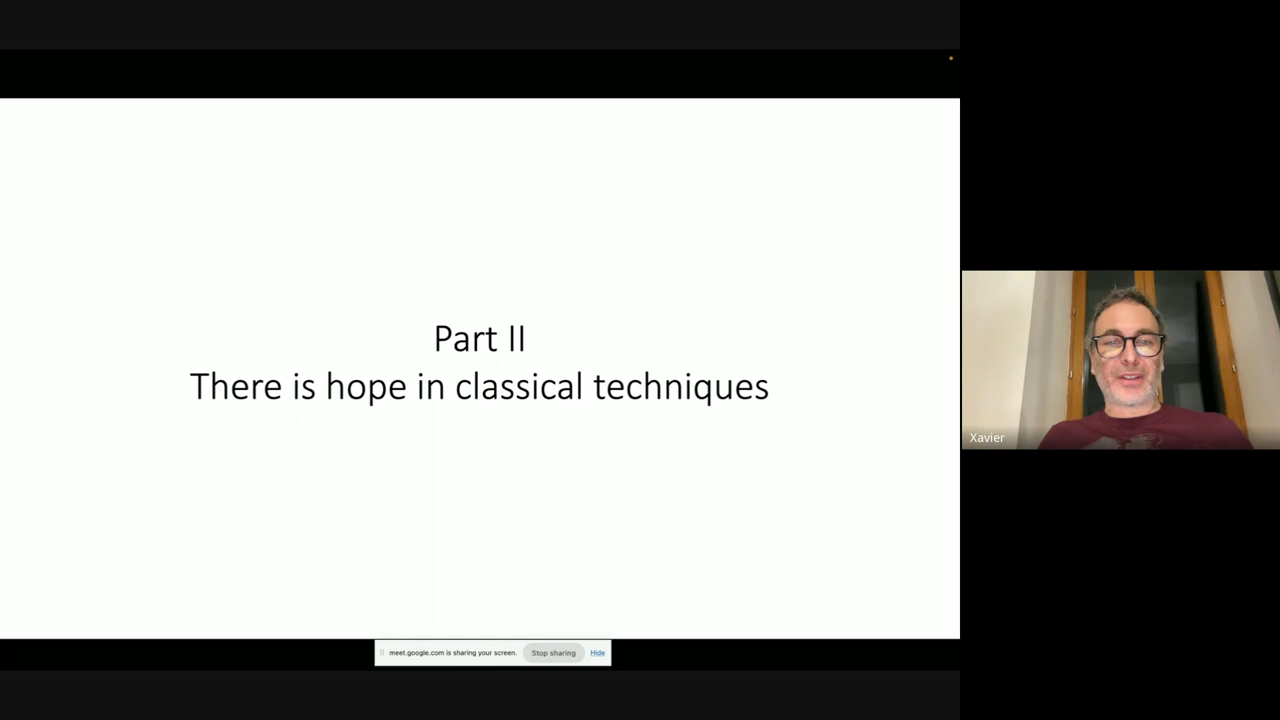 Part II
There is hope in classical techniques
Xavier
meet.google.com is sharing your screen. Stop sharing Hide